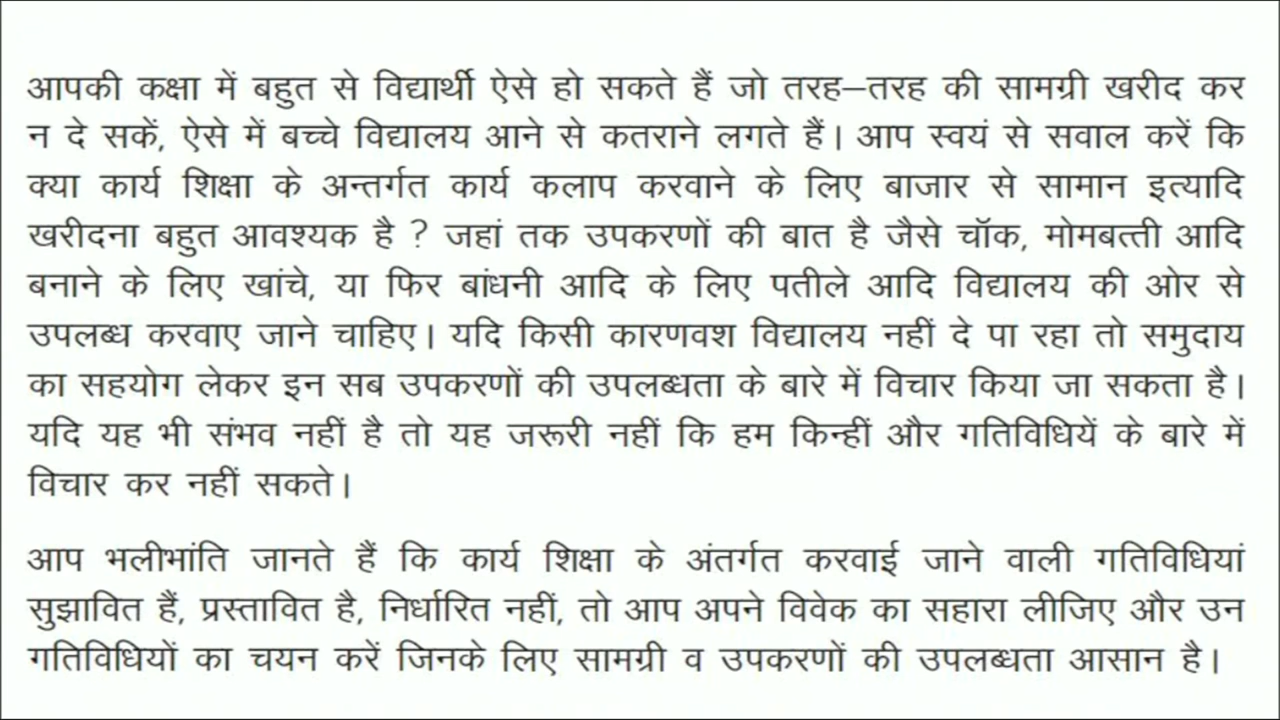 आपकी कक्षा में बहुत से विद्यार्थी ऐसे हो सकते हैं जो तरह–तरह की सामग्री खरीद कर
न दे सकें, ऐसे में बच्चे विद्यालय आने से कतराने लगते हैं। आप स्वयं से सवाल करें कि
क्या कार्य शिक्षा के अन्तर्गत कार्य कलाप करवाने के लिए बाजार से सामान इत्यादि
खरीदना बहुत आवश्यक है ? जहां तक उपकरणों की बात है जैसे चॉक, मोमबत्ती आदि
बनाने के लिए खांचे, या फिर बांधनी आदि के लिए पतीले आदि विद्यालय की ओर से
उपलब्ध करवाए जाने चाहिए। यदि किसी कारणवश विद्यालय नहीं दे पा रहा तो समुदाय
का सहयोग लेकर इन सब उपकरणों की उपलब्धता के बारे में विचार किया जा सकता है।
यदि यह भी संभव नहीं है तो यह जरूरी नहीं कि हम किन्हीं और गतिविधियें के बारे में
विचार कर नहीं सकते।
आप भलीभांति जानते हैं कि कार्य शिक्षा के अंतर्गत करवाई जाने वाली गतिविधियां
सुझावित हैं, प्रस्तावित है, निर्धारित नहीं, तो आप अपने विवेक का सहारा लीजिए और उन
गतिविधियों का चयन करें जिनके लिए सामग्री व उपकरणों की उपलब्धता आसान है।